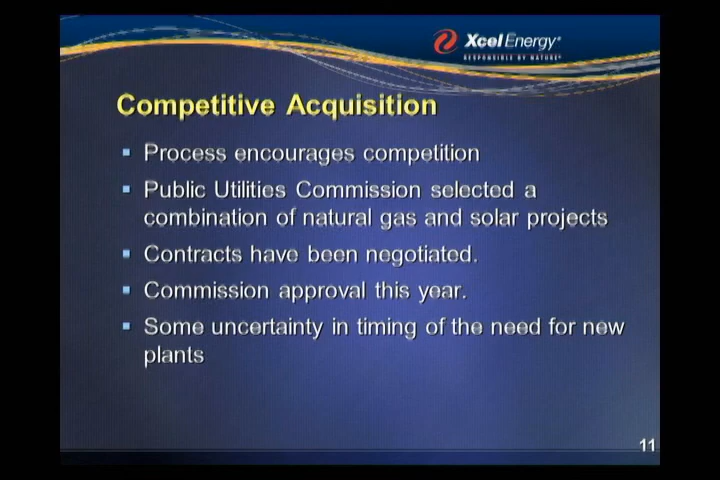 Xcel Energy®
RESPONSIBLE BY NATURE®
Competitive Acquisition
Process encourages competition
Public Utilities Commission selected a
combination of natural gas and solar projects
Contracts have been negotiated.
Commission approval this year.
Some uncertainty in timing of the need for new
plants
11